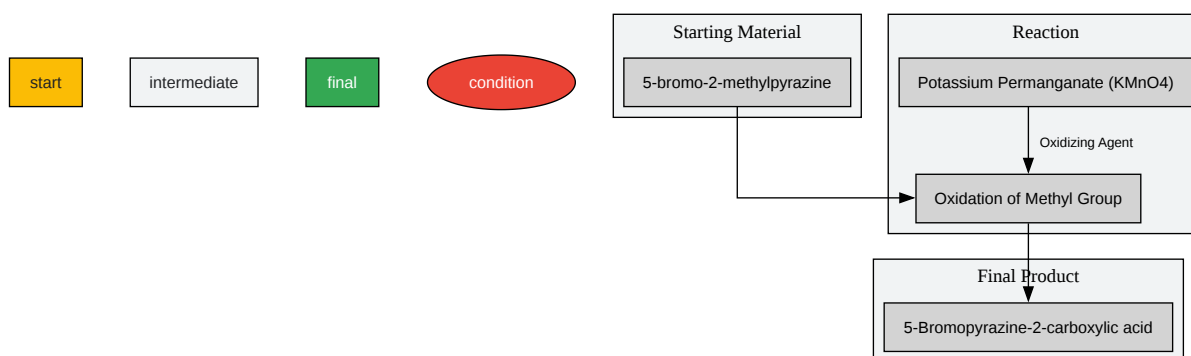 start
intermediate
final
condition
Starting Material
5-bromo-2-methylpyrazine
Reaction
Potassium Permanganate (KMnO4)
Oxidizing Agent
Oxidation of Methyl Group
Final Product
5-Bromopyrazine-2-carboxylic acid